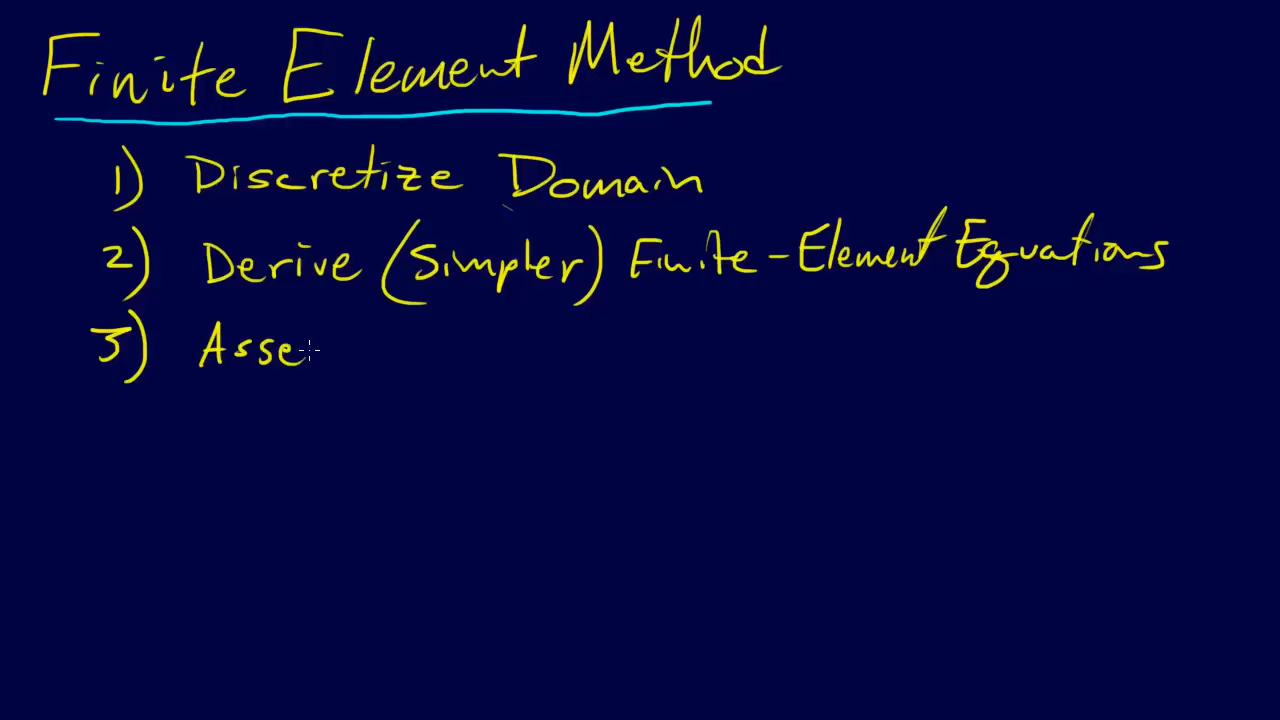 Finite Element Method
1) Discretize Domain
2) Derive (Simpler) Finite-Element Equations
3) Asse